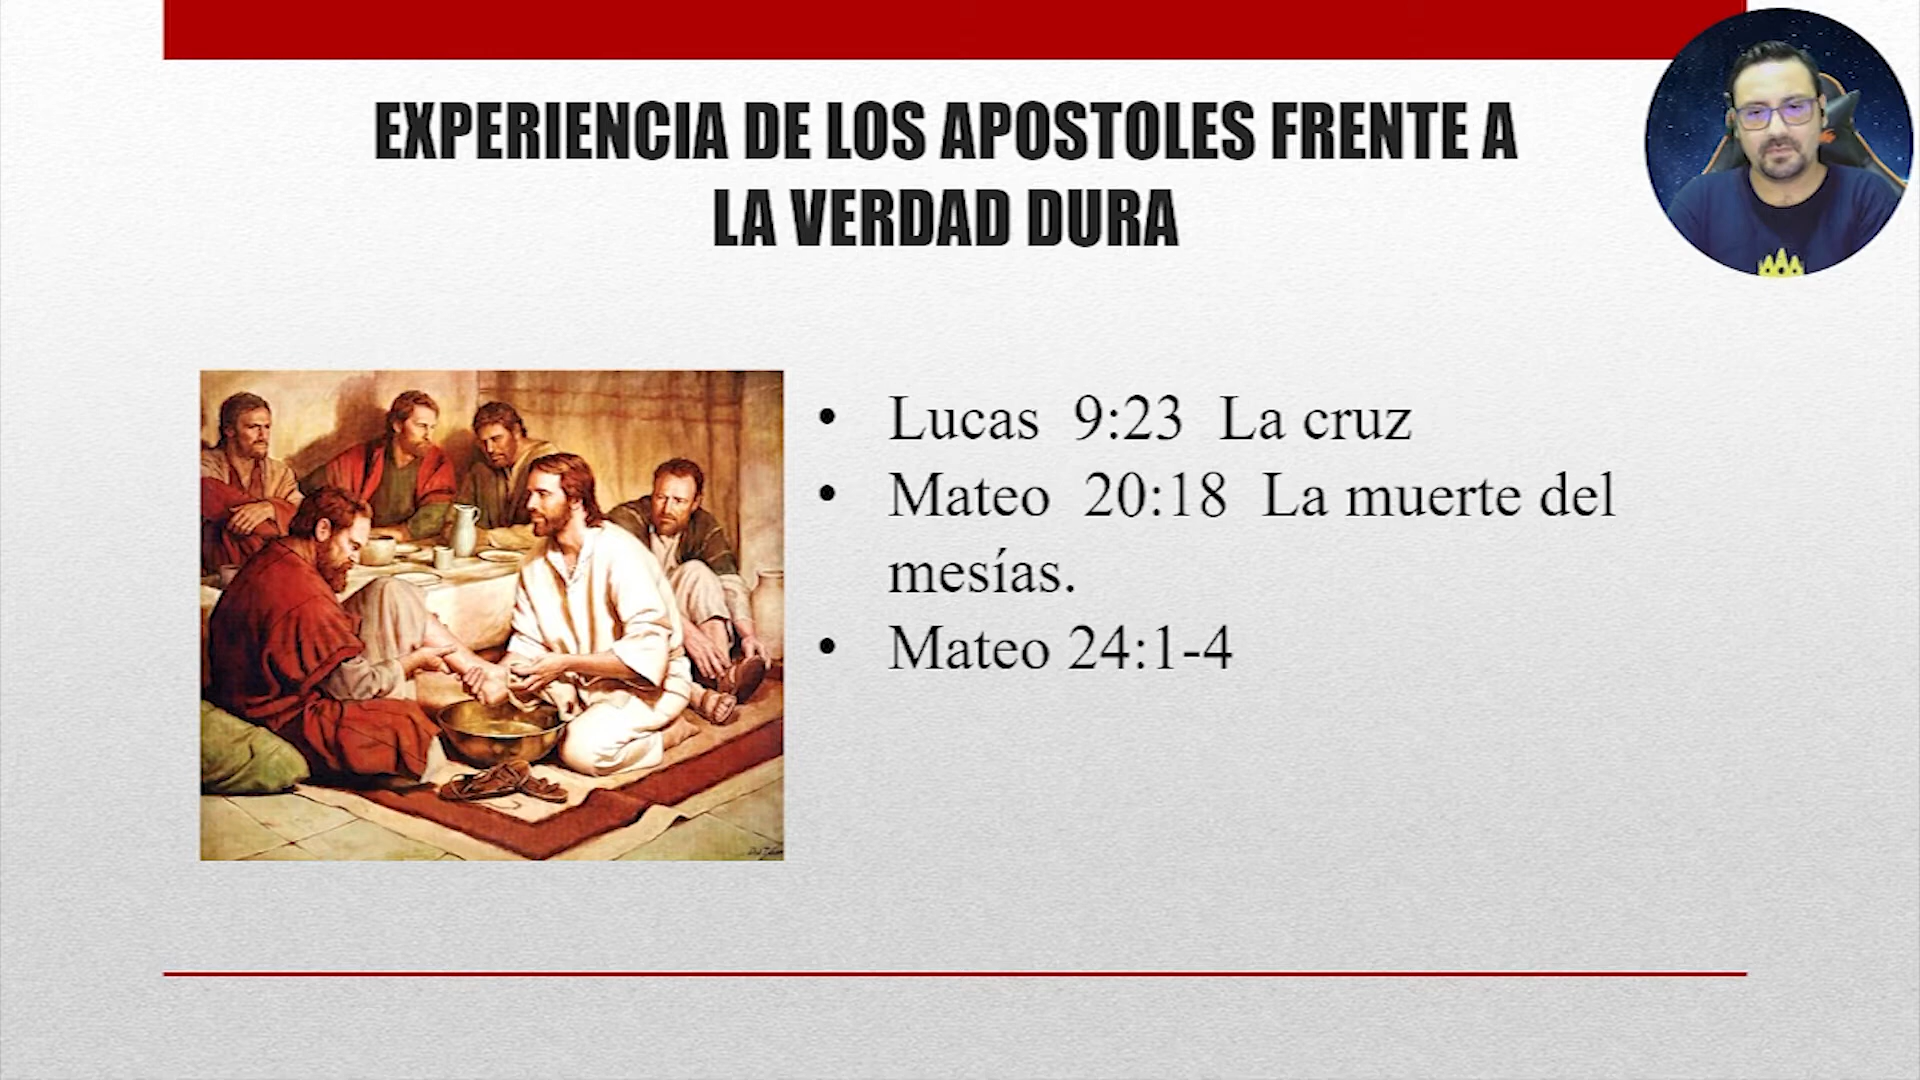 EXPERIENCIA DE LOS APOSTOLES FRENTE A
LA VERDAD DURA
• Lucas 9:23 La cruz
• Mateo 20:18 La muerte del
mesías.
• Mateo 24:1-4